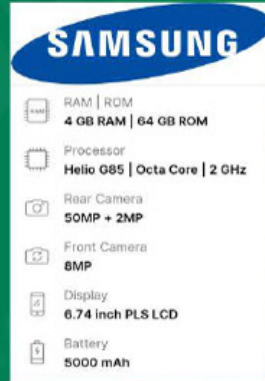 SAMSUNG
RAM | ROM
4 GB RAM | 64 GB ROM
Processor
Helio G85 | Octa Core | 2 GHz
Rear Camera
50MP + 2MP
Front Camera
8MP
Display
6.74 inch PLS LCD
Battery
5000 mAh